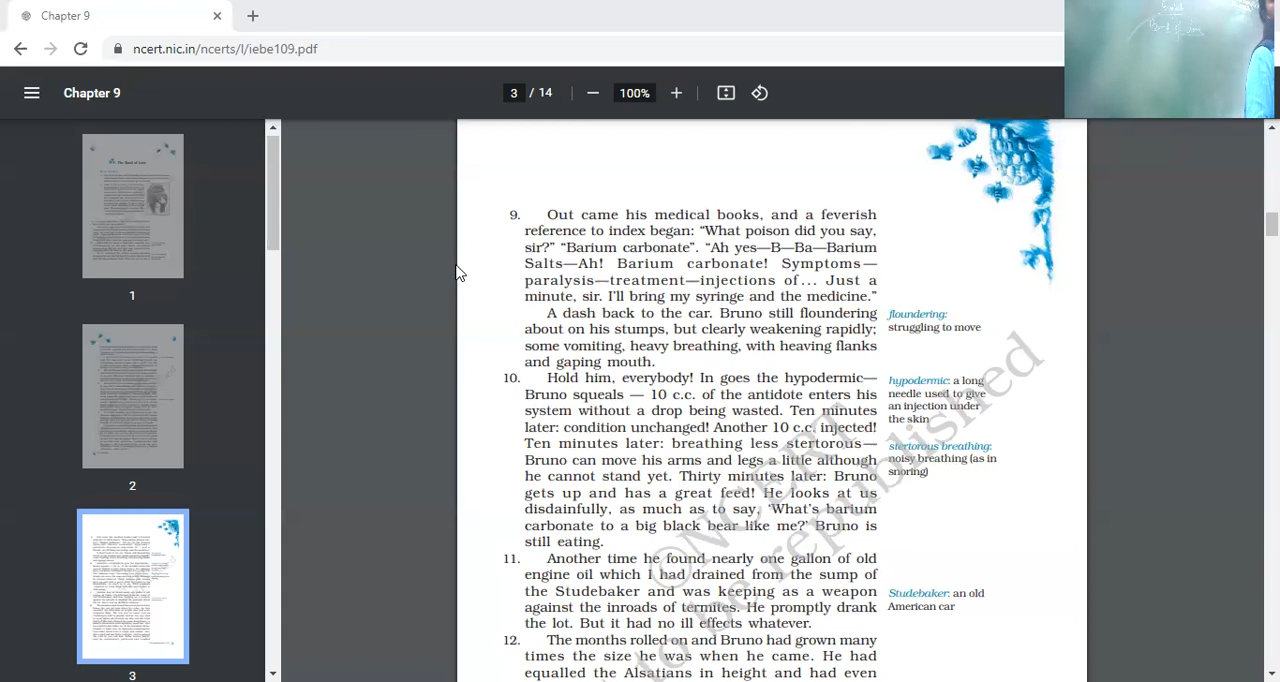 Chapter 9
ncert.nic.in/ncerts/l/iebe109.pdf
Chapter 9
3 / 14
100%
1
2
3
9. Out came his medical books, and a feverish
reference to index began: “What poison did you say,
sir?” “Barium carbonate”. “Ah yes—B—Ba—Barium
Salts—Ah! Barium carbonate! Symptoms—
paralysis—treatment—injections of... Just a
minute, sir. I'll bring my syringe and the medicine.”
A dash back to the car. Bruno still floundering
about on his stumps, but clearly weakening rapidly;
some vomiting, heavy breathing, with heaving flanks
and gaping mouth.
floundering:
struggling to move
10. Hold him, everybody! In goes the hypodermic—
Bruno squeals — 10 c.c. of the antidote enters his
system without a drop being wasted. Ten minutes
later: condition unchanged! Another 10 c.c. injected!
Ten minutes later: breathing less stertorous—
Bruno can move his arms and legs a little although
he cannot stand yet. Thirty minutes later: Bruno
gets up and has a great feed! He looks at us
disdainfully, as much as to say, ‘What's barium
carbonate to a big black bear like me?’ Bruno is
still eating.
hypodermic: a long
needle used to give
an injection under
the skin
stertorous breathing:
noisy breathing (as in
snoring)
11. Another time he found nearly one gallon of old
engine oil which I had drained from the sump of
the Studebaker and was keeping as a weapon
against the inroads of termites. He promptly drank
the lot. But it had no ill effects whatever.
Studebaker: an old
American car
12. The months rolled on and Bruno had grown many
times the size he was when he came. He had
equalled the Alsatians in height and had even
© NCERT
to be republished